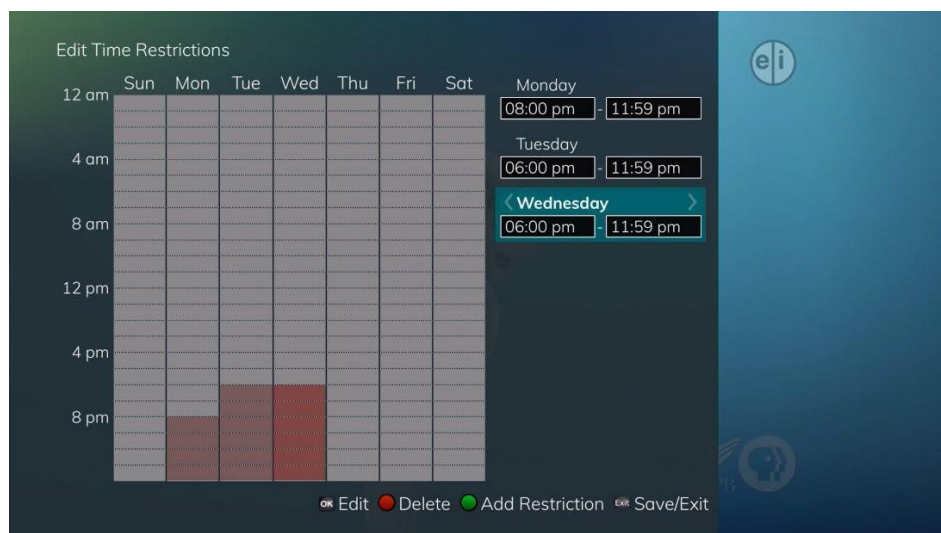 Edit Time Restrictions
Sun Mon Tue Wed Thu Fri Sat
12 am
4 am
8 am
12 pm
4 pm
8 pm
Monday
08:00 pm - 11:59 pm
Tuesday
06:00 pm - 11:59 pm
Wednesday
06:00 pm - 11:59 pm
OK Edit Delete Add Restriction Exit Save/Exit
e i